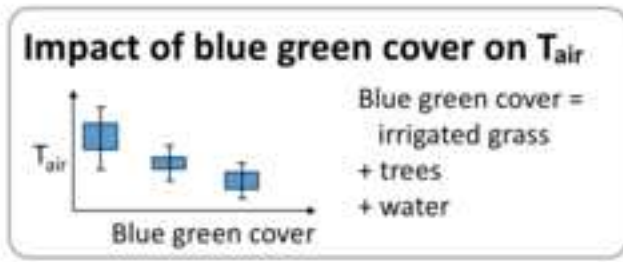 Impact of blue green cover on Tair
Tair
Blue green cover
Blue green cover =
irrigated grass
+ trees
+ water